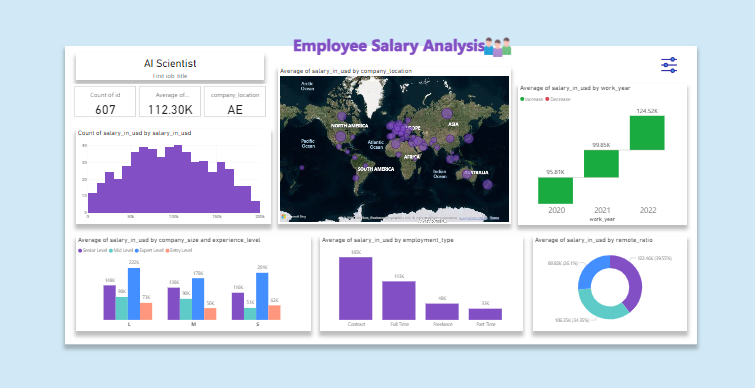 Employee Salary Analysis
AI Scientist
First job title
Count of id
607
Average of...
112.30K
company_location
AE
Count of salary_in_usd by salary_in_usd
0
50k
100k
150k
200k
Average of salary_in_usd by company_location
Arctic
Ocean
NORTH AMERICA
ASIA
Pacific
Ocean
Atlantic
Ocean
AFRICA
SOUTH AMERICA
Indian
Ocean
Average of salary_in_usd by work_year
Increase Decrease
95.81K
99.85K
124.52K
2020 2021 2022
work_year
Average of salary_in_usd by company_size and experience_level
Senior Level Mid Level Expert Level Entry Level
222K
73K
L
M
S
Average of salary_in_usd by employment_type
Contract Full Time Freelance Part Time
Average of salary_in_usd by remote_ratio